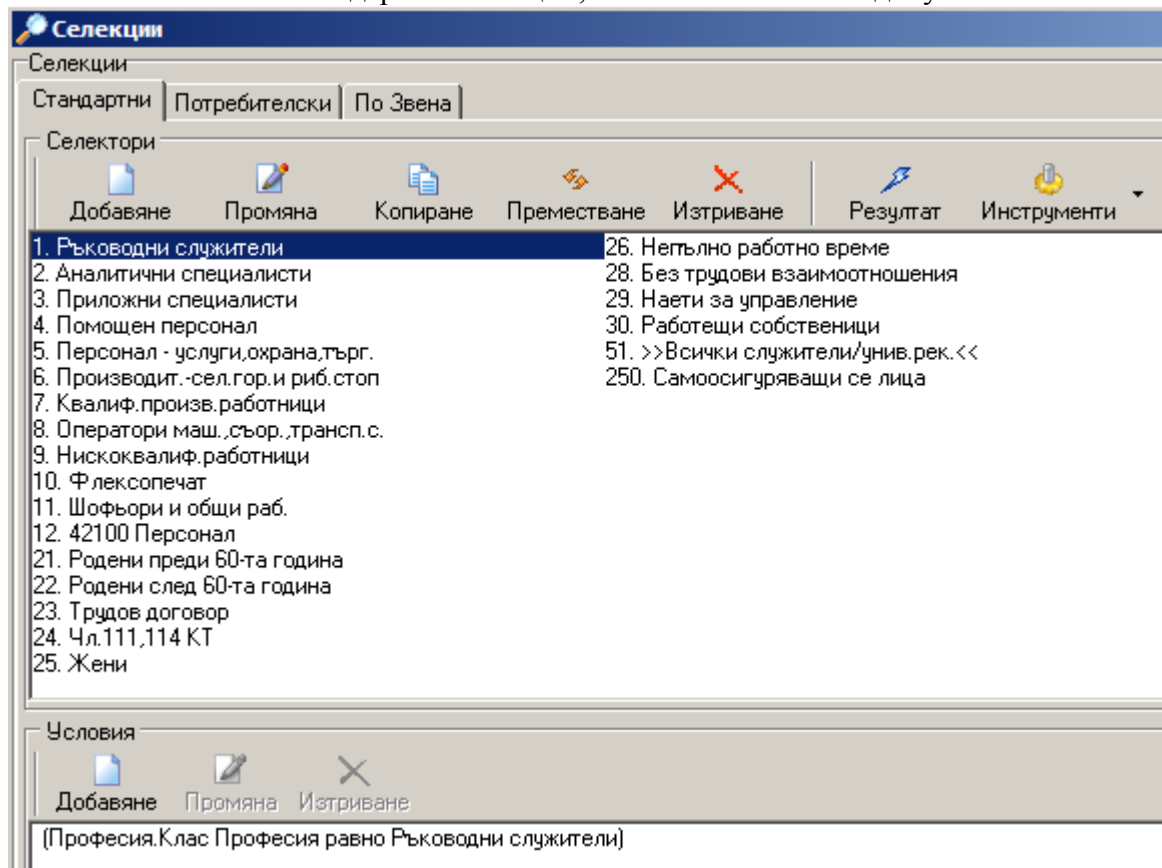 Селекции
Селекции
Стандартни Потребителски По Звена
Селектори
Добавяне Промяна Копиране Преместване Изтриване Резултат Инструменти
1. Ръководни служители
2. Аналитични специалисти
3. Приложни специалисти
4. Помощен персонал
5. Персонал - услуги,охрана,търг.
6. Производит.-сел.гор.и риб.стоп
7. Квалиф.произв.работници
8. Оператори маш.,съор.,трансп.с.
9. Нискоквалиф.работници
10. Флексопечат
11. Шофьори и общи раб.
12. 42100 Персонал
21. Родени преди 60-та година
22. Родени след 60-та година
23. Трудов договор
24. Чл.111,114 КТ
25. Жени
26. Непълно работно време
28. Без трудови взаимоотношения
29. Наети за управление
30. Работещи собственици
51. >>Всички служители/унив.рек.<<
250. Самоосигуряващи се лица
Условия
Добавяне Промяна Изтриване
(Професия.Клас Професия равно Ръководни служители)